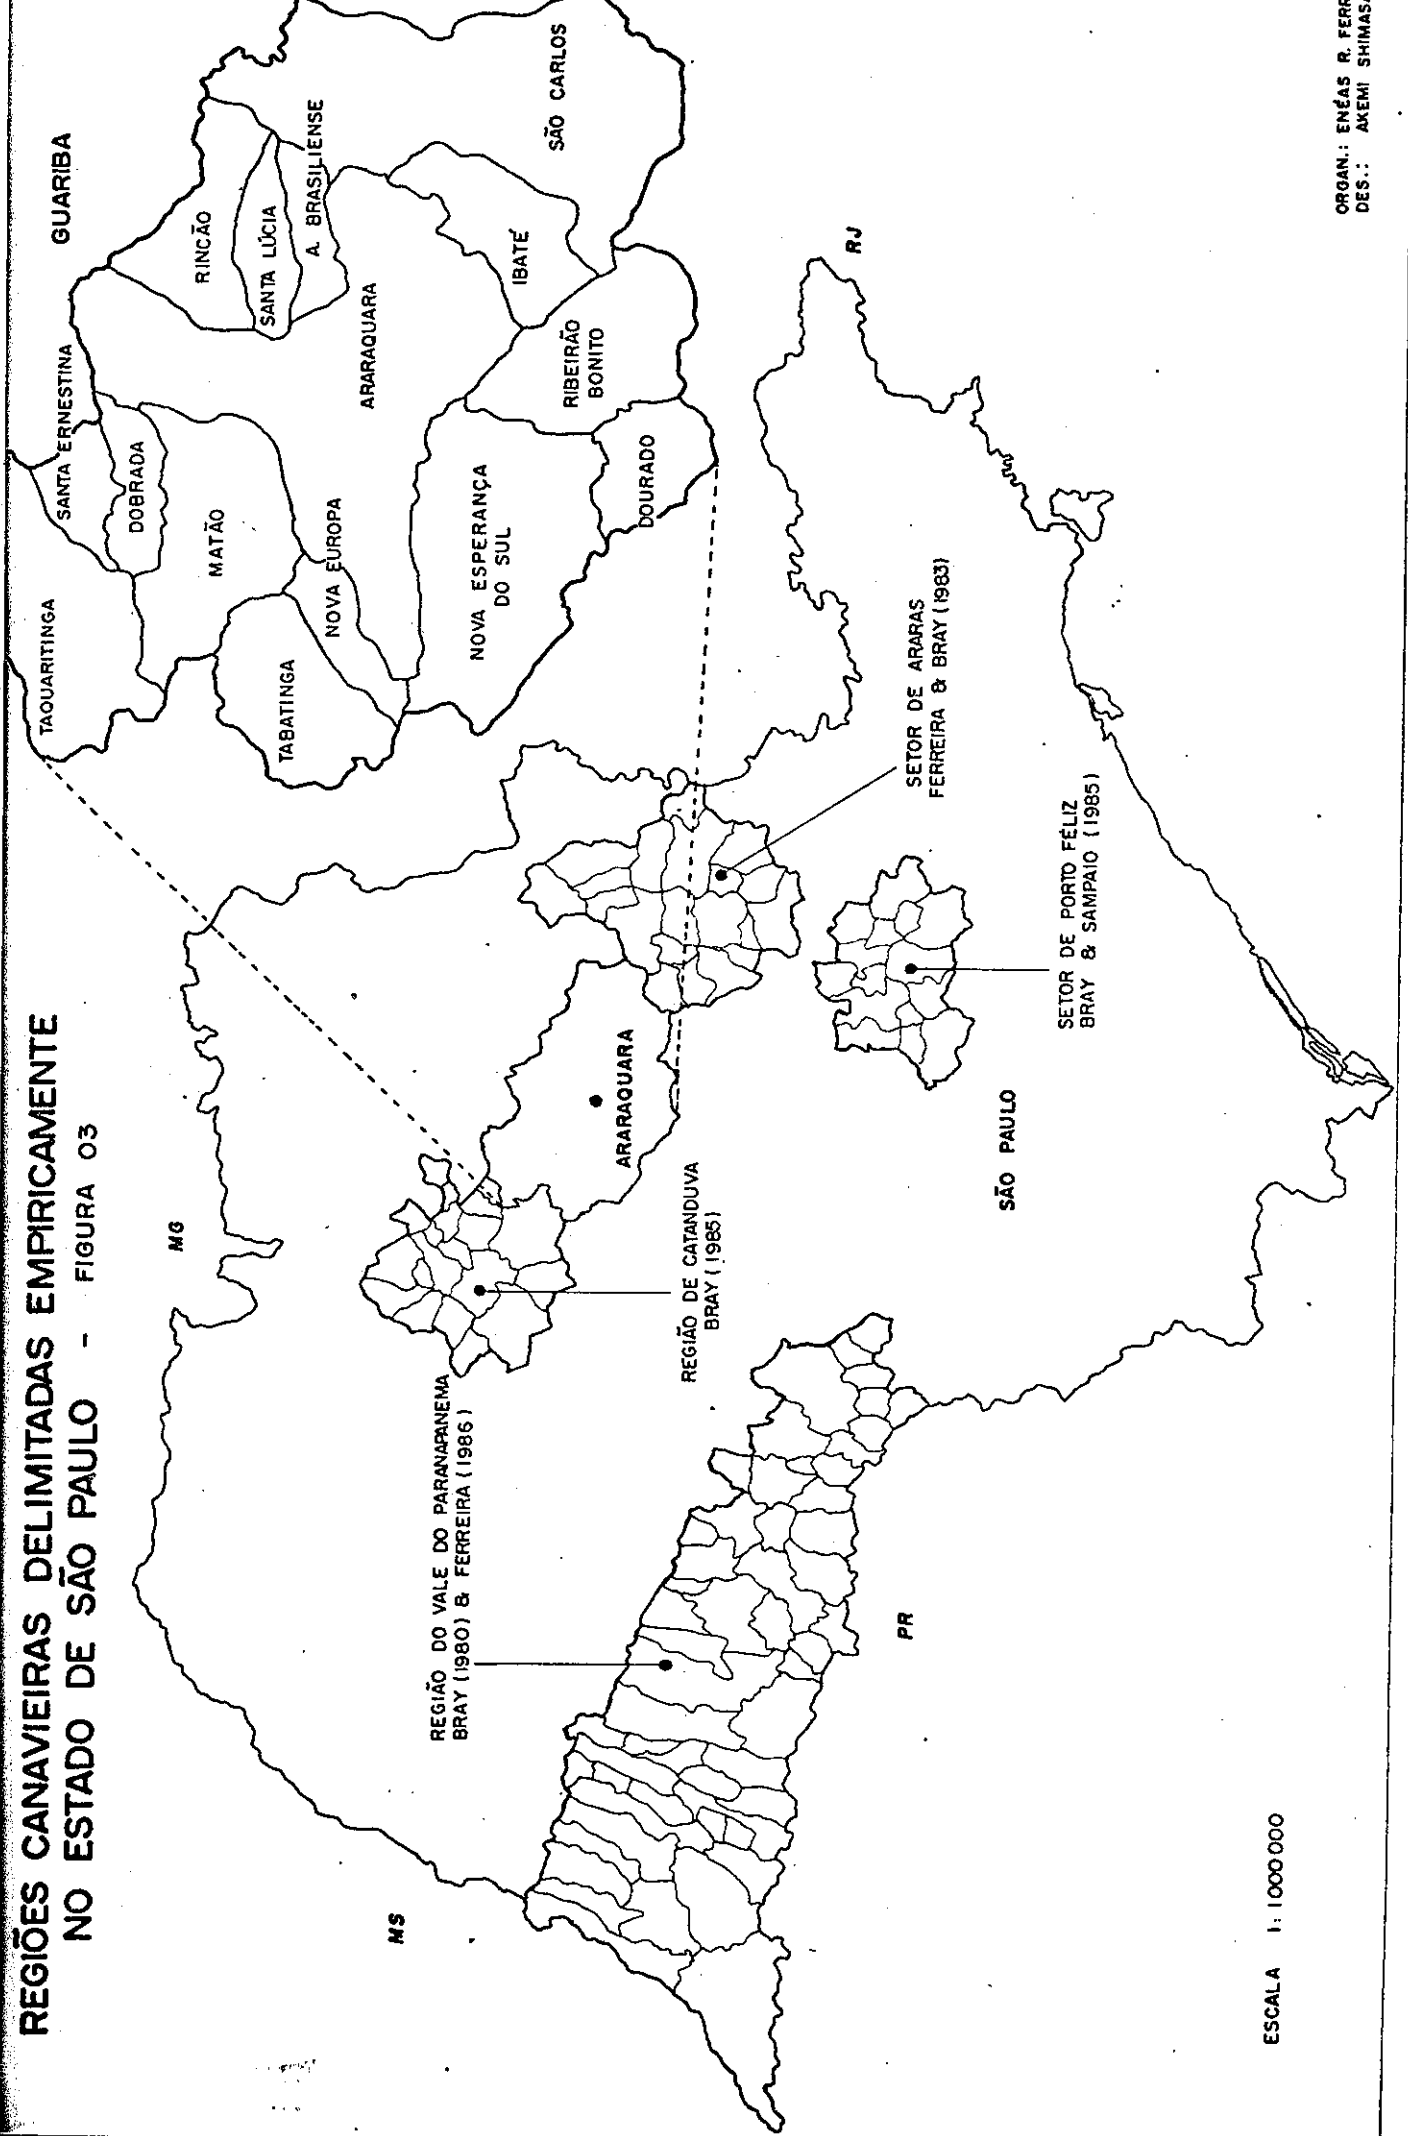 REGIÕES CANAVIEIRAS DELIMITADAS EMPIRICAMENTE
NO ESTADO DE SÃO PAULO - FIGURA 03
TAQUARITINGA
SANTA ERNESTINA
GUARIBA
DOBRADA
MATÃO
RINCÃO
SANTA LÚCIA
A. BRASILIENSE
TABATINGA
NOVA EUROPA
ARARAQUARA
NOVA ESPERANÇA
DO SUL
IBATÉ
SÃO CARLOS
RIBEIRÃO
BONITO
DOURADO
MG
MS
REGIÃO DO VALE DO PARANAPANEMA
BRAY (1980) & FERREIRA (1986)
REGIÃO DE CATANDUVA
BRAY (1985)
ARARAQUARA
SETOR DE ARARAS
FERREIRA & BRAY (1983)
RJ
PR
SÃO PAULO
SETOR DE PORTO FÉLIZ
BRAY & SAMPAIO (1985)
ESCALA 1:1000000
ORGAN.: ENÉAS R.
DES.: AKEMI